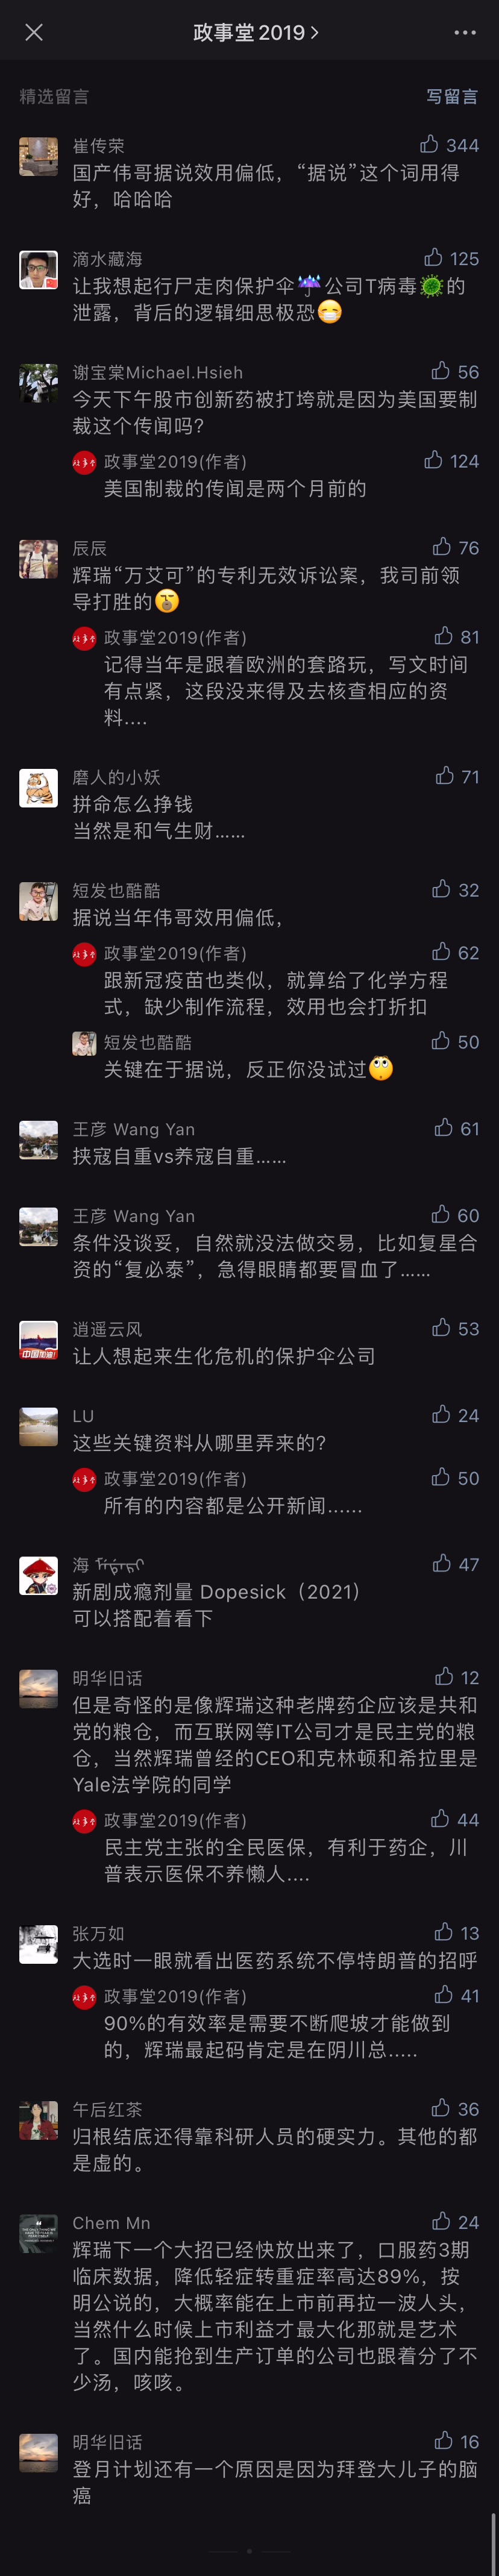 政事堂2019
精选留言
写留言
崔传荣
344
国产伟哥据说效用偏低，“据说”这个词用得
好，哈哈哈
滴水藏海
125
让我想起行尸走肉保护伞☔公司T病毒🦠的
泄露，背后的逻辑细思极恐😷
谢宝棠Michael.Hsieh
56
今天下午股市创新药被打垮就是因为美国要制
裁这个传闻吗?
政事堂2019(作者)
124
美国制裁的传闻是两个月前的
辰辰
76
辉瑞“万艾可”的专利无效诉讼案，我司前领
导打胜的
政事堂2019(作者)
81
记得当年是跟着欧洲的套路玩，写文时间
有点紧，这段没来得及去核查相应的资
料....
磨人的小妖
71
拼命怎么挣钱
当然是和气生财......
短发也酷酷
32
据说当年伟哥效用偏低，
政事堂2019(作者)
62
跟新冠疫苗也类似，就算给了化学方程
式，缺少制作流程，效用也会打折扣
短发也酷酷
50
关键在于据说，反正你没试过🙄
王彦 Wang Yan
61
挟寇自重vs养寇自重......
王彦 Wang Yan
60
条件没谈妥，自然就没法做交易，比如复星合
资的“复必泰”，急得眼睛都要冒血了......
逍遥云风
53
让人想起来生化危机的保护伞公司
LU
24
这些关键资料从哪里弄来的?
政事堂2019(作者)
50
所有的内容都是公开新闻......
海
47
新剧成瘾剂量 Dopesick（2021）
可以搭配着看下
明华旧话
12
但是奇怪的是像辉瑞这种老牌药企应该是共和
党的粮仓，而互联网等IT公司才是民主党的粮
仓，当然辉瑞曾经的CEO和克林顿和希拉里是
Yale法学院的同学
政事堂2019(作者)
44
民主党主张的全民医保，有利于药企，川
普表示医保不养懒人....
张万如
13
大选时一眼就看出医药系统不停特朗普的招呼
政事堂2019(作者)
41
90%的有效率是需要不断爬坡才能做到
的，辉瑞最起码肯定是在阴川总.....
午后红茶
36
归根结底还得靠科研人员的硬实力。其他的都
是虚的。
Chem Mn
24
辉瑞下一个大招已经快放出来了，口服药3期
临床数据，降低轻症转重症率高达89%，按
明公说的，大概率能在上市前再拉一波人头，
当然什么时候上市利益才最大化那就是艺术
了。国内能抢到生产订单的公司也跟着分了不
少汤，咳咳。
明华旧话
16
登月计划还有一个原因是因为拜登大儿子的脑
癌